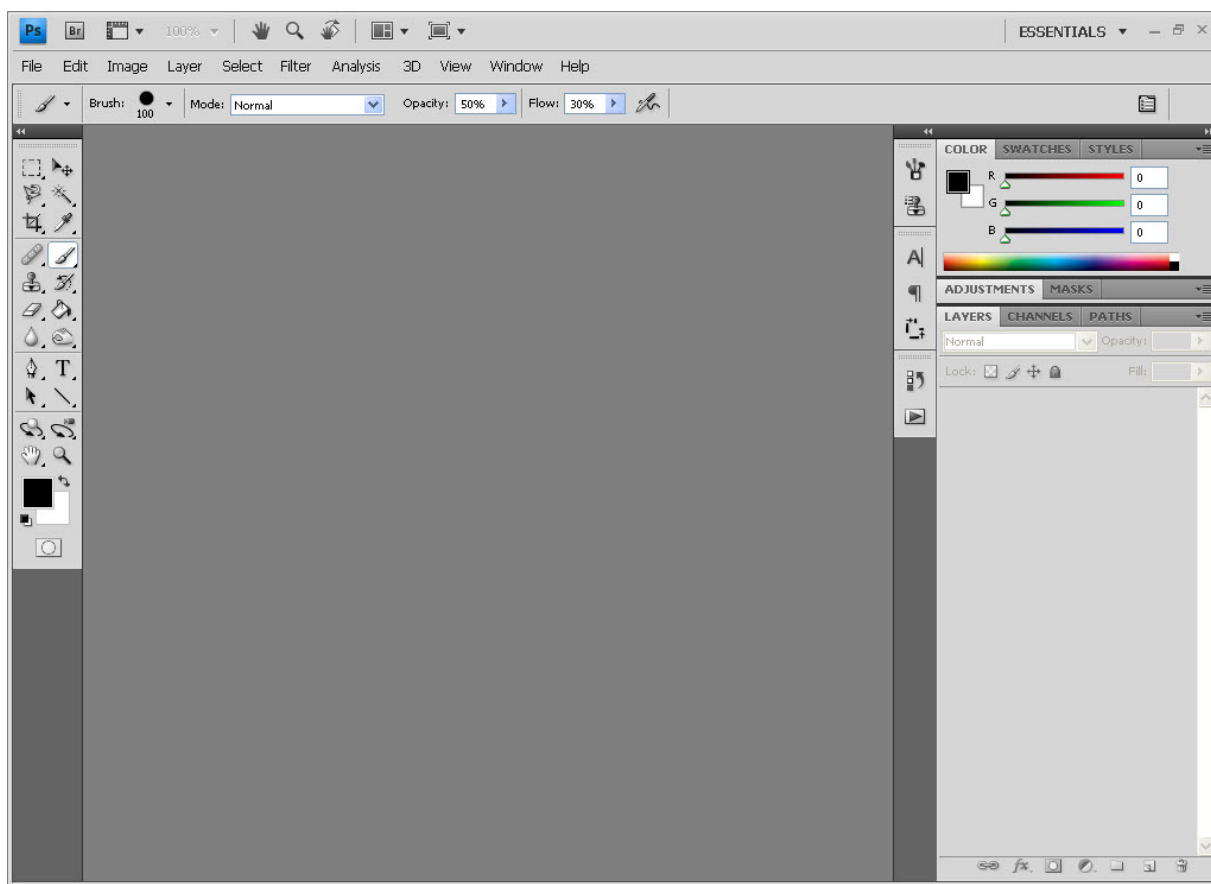 Ps Br 100% ESSENTIALS
File Edit Image Layer Select Filter Analysis 3D View Window Help
Brush: 100 Mode: Normal Opacity: 50% Flow: 30%
COLOR SWATCHES STYLES
R 0
G 0
B 0
A
T
ADJUSTMENTS MASKS
LAYERS CHANNELS PATHS
Normal Opacity:
Lock: Fill:
fx